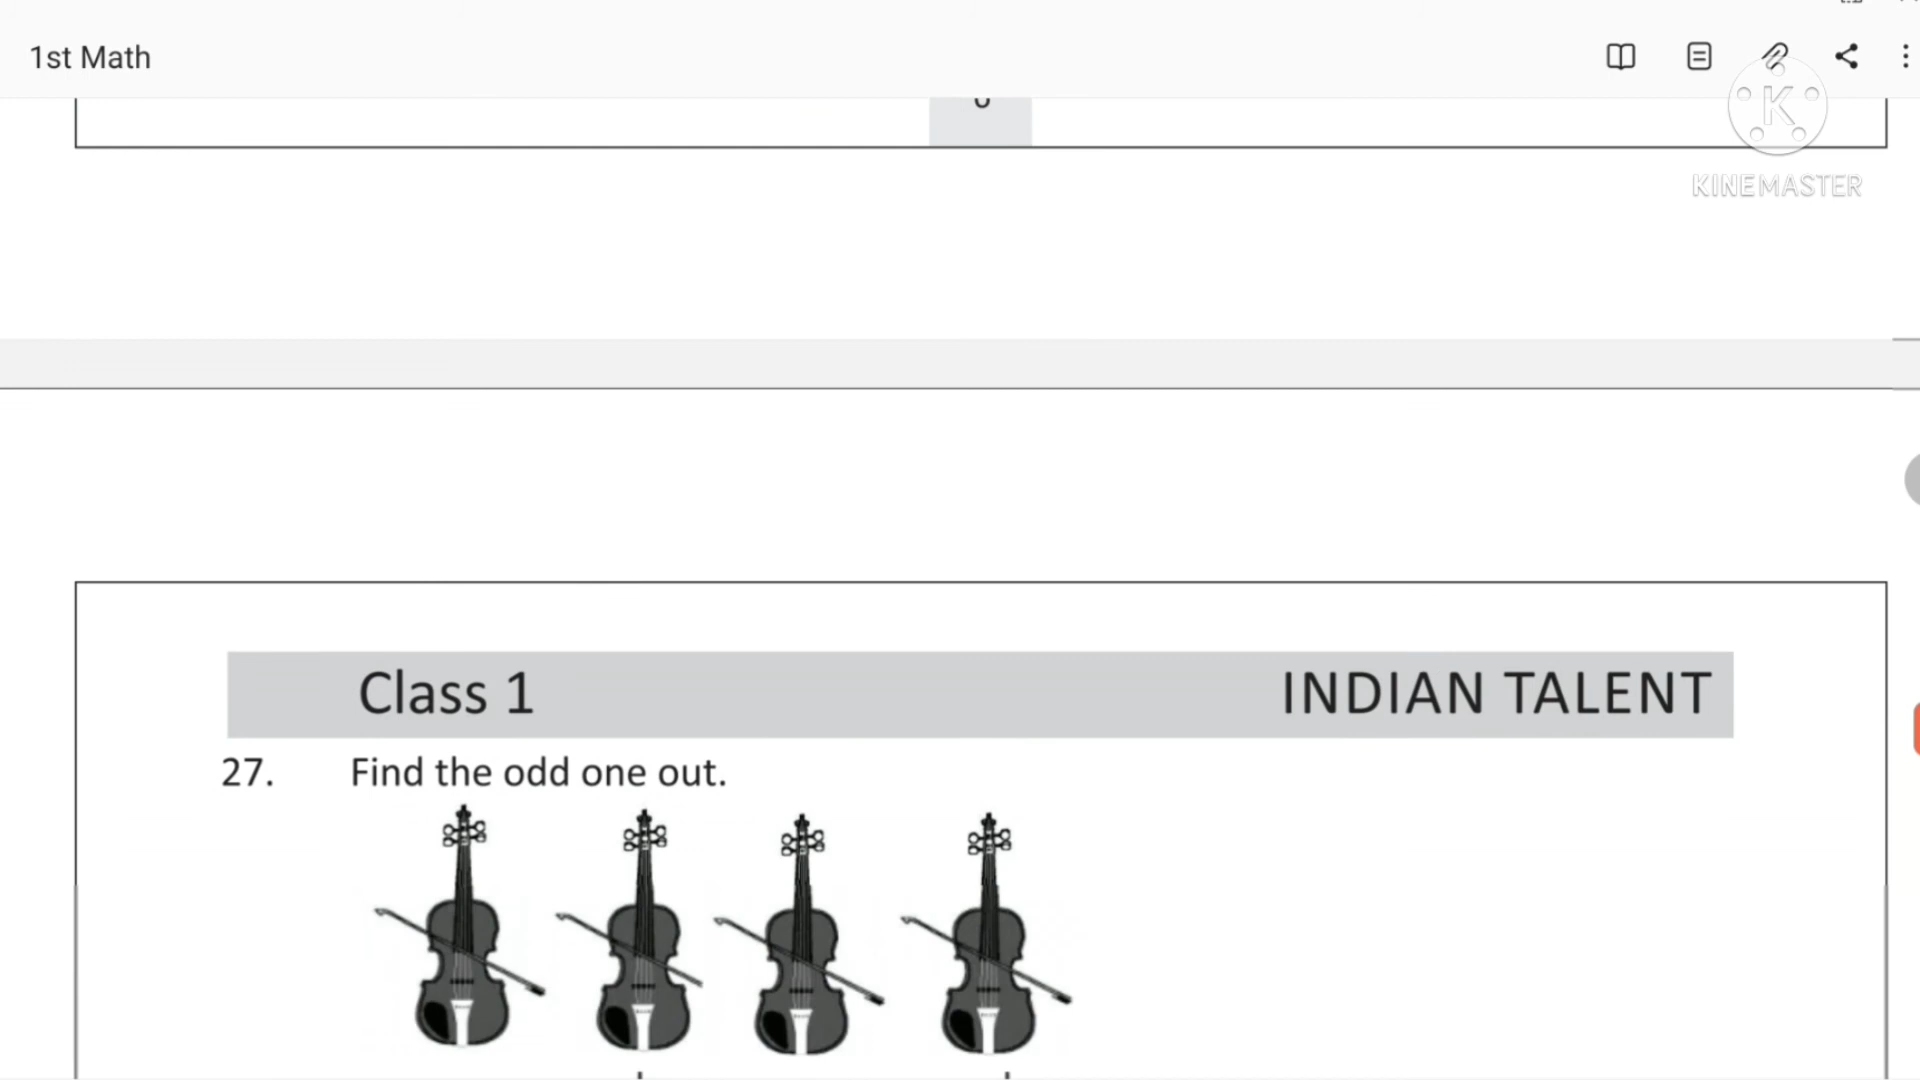 1st Math
K
KINEMASTER
Class 1 INDIAN TALENT
27. Find the odd one out.